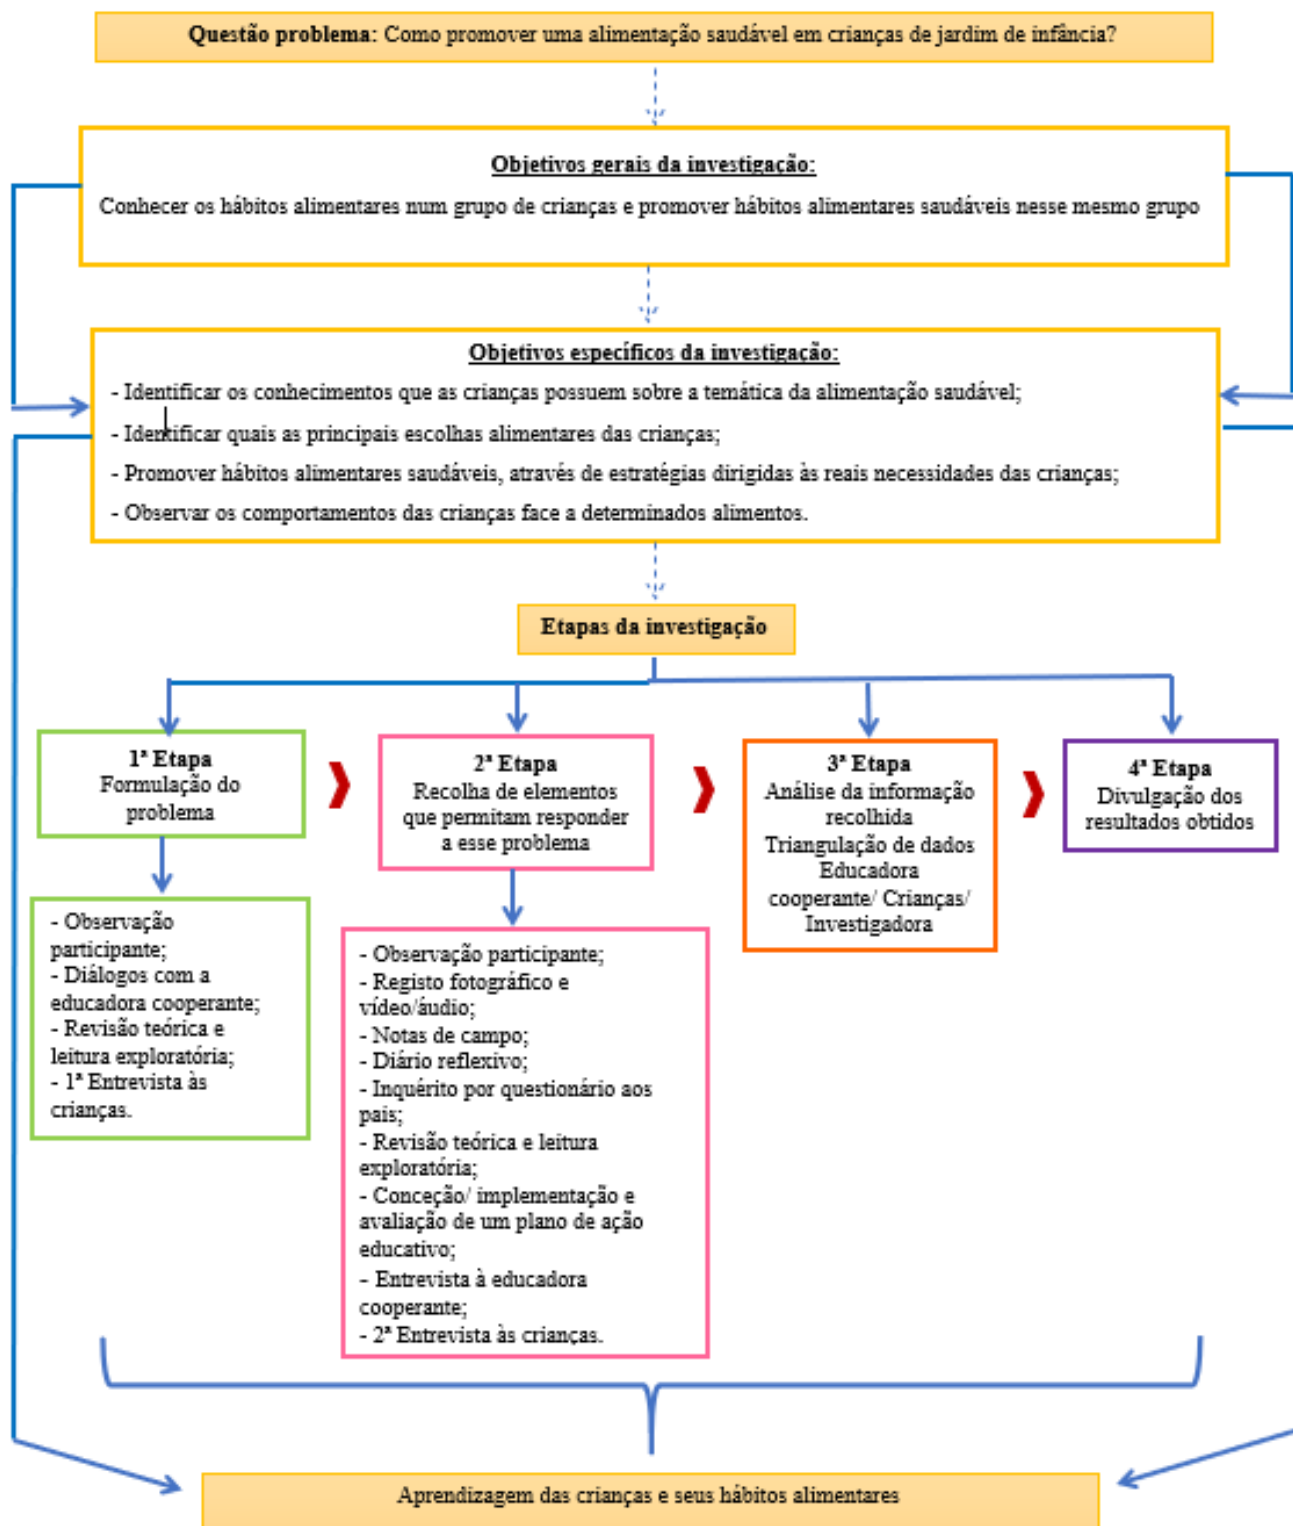 Questão problema: Como promover uma alimentação saudável em crianças de jardim de infância?
Objetivos gerais da investigação:
Conhecer os hábitos alimentares num grupo de crianças e promover hábitos alimentares saudáveis nesse mesmo grupo
Objetivos específicos da investigação:
- Identificar os conhecimentos que as crianças possuem sobre a temática da alimentação saudável;
- Identificar quais as principais escolhas alimentares das crianças;
- Promover hábitos alimentares saudáveis, através de estratégias dirigidas às reais necessidades das crianças;
- Observar os comportamentos das crianças face a determinados alimentos.
Etapas da investigação
1ª Etapa
Formulação do
problema
- Observação
participante;
- Diálogos com a
educadora cooperante;
- Revisão teórica e
leitura exploratória;
- 1ª Entrevista às
crianças.
2ª Etapa
Recolha de elementos
que permitam responder
a esse problema
- Observação participante;
- Registo fotográfico e
vídeo/áudio;
- Notas de campo;
- Diário reflexivo;
- Inquérito por questionário aos
pais;
- Revisão teórica e leitura
exploratória;
- Conceção/ implementação e
avaliação de um plano de ação
educativo;
- Entrevista à educadora
cooperante;
- 2ª Entrevista às crianças.
3ª Etapa
Análise da informação
recolhida
Triangulação de dados
Educadora
cooperante/ Crianças/
Investigadora
4ª Etapa
Divulgação dos
resultados obtidos
Aprendizagem das crianças e seus hábitos alimentares